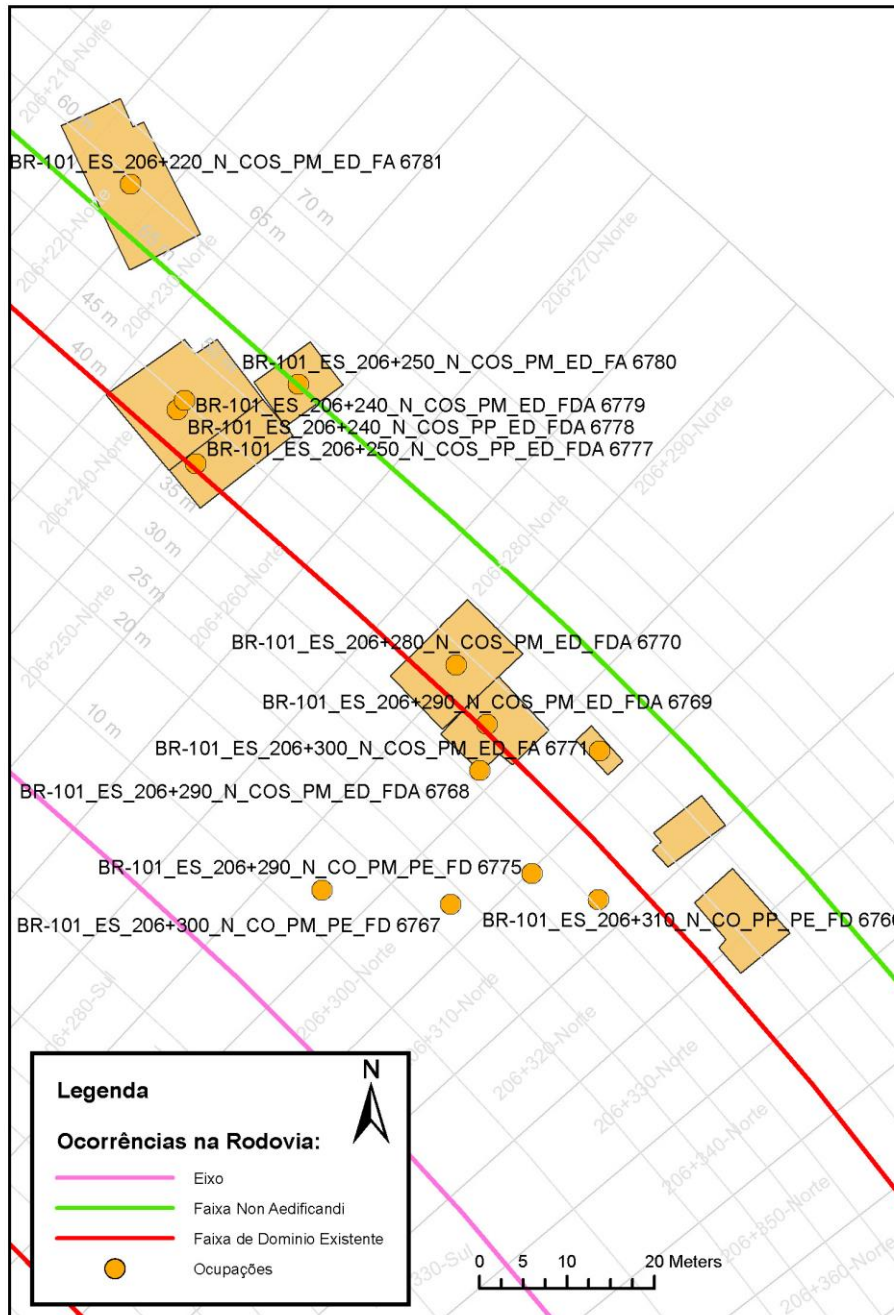 206+210-Norte
60 m
BR-101_ES_206+220_N_COS_PM_ED_FA 6781
70 m
65 m
206+220-Norte
206+230-Norte
206+270-Norte
45 m
40 m
BR-101_ES_206+250_N_COS_PM_ED_FA 6780
BR-101_ES_206+240_N_COS_PM_ED_FDA 6779
BR-101_ES_206+240_N_COS_PP_ED_FDA 6778
BR-101_ES_206+250_N_COS_PP_ED_FDA 6777
206+290-Norte
206+240-Norte
35 m
30 m
25 m
20 m
206+280-Norte
206+260-Norte
206+250-Norte
BR-101_ES_206+280_N_COS_PM_ED_FDA 6770
BR-101_ES_206+290_N_COS_PM_ED_FDA 6769
10 m
BR-101_ES_206+300_N_COS_PM_ED_FA 6771
BR-101_ES_206+290_N_COS_PM_ED_FDA 6768
BR-101_ES_206+290_N_CO_PM_PE_FD 6775
BR-101_ES_206+300_N_CO_PM_PE_FD 6767
BR-101_ES_206+310_N_CO_PP_PE_FD
206+300-Norte
206+310-Norte
206+320-Norte
206+330-Norte
206+340-Norte
206+350-Norte
206+360-Norte
Legenda
N
Ocorrências na Rodovia:
Eixo
Faixa Non Aedificandi
Faixa de Dominio Existente
Ocupações
0 5 10 20 Meters